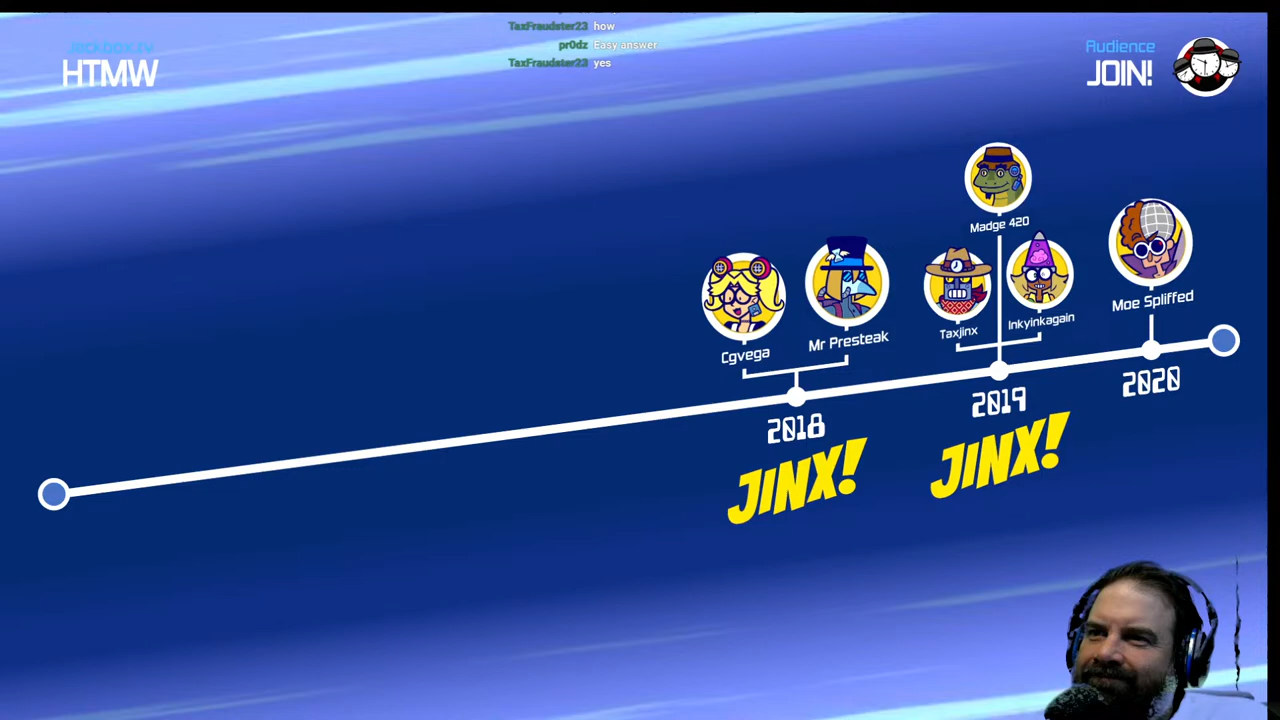 TaxFraudster23 how
pr0dz Easy answer
TaxFraudster23 yes
JACKBOX.TV
HTMW
Audience
JOIN!
Madge 420
Cgvega
Mr Presteak
Taxjinx
Inkyinkagain
Moe Spliffed
2018
2019
2020
JINX!
JINX!